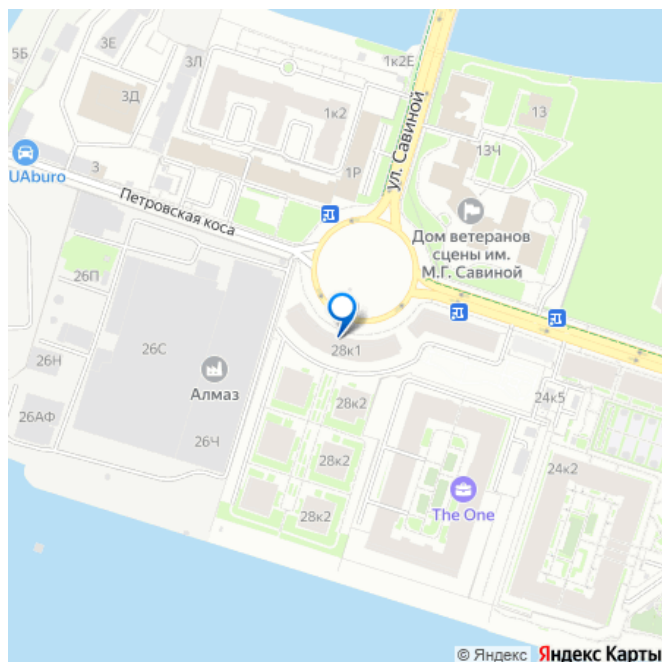 5Б
3Е
3Л
1к2Е
3Д
1к2
ул. Савиной
13
13Ч
UAburo
3
1Р
Петровская коса
Дом ветеранов
сцены им.
М.Г. Савиной
26П
26С
28к1
26Н
Алмаз
24к5
26АФ
28к2
26Ч
28к2
24к2
The One
28к2
© Яндекс Яндекс Карты